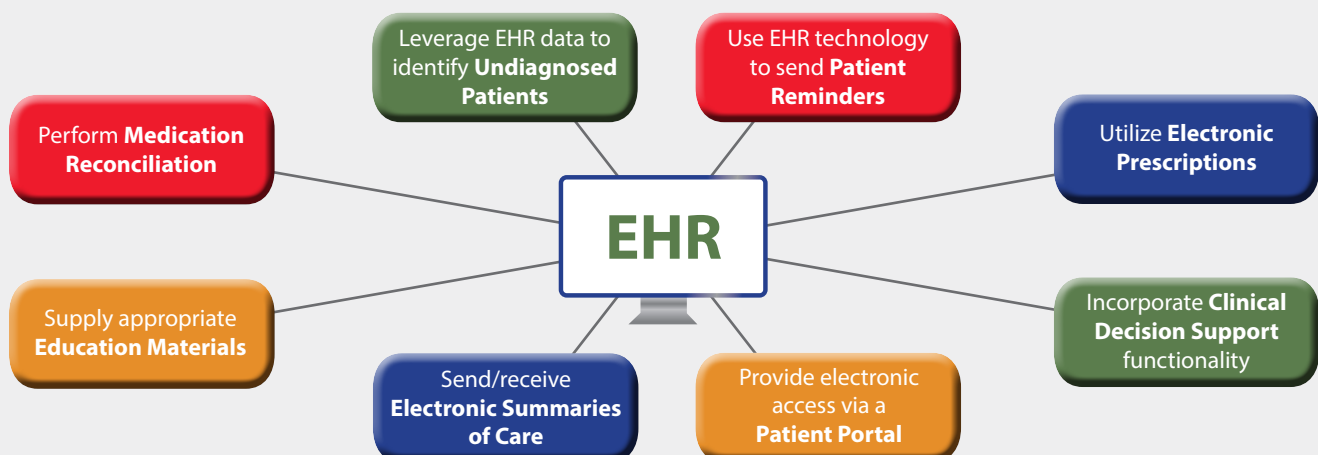 Leverage EHR data to
identify Undiagnosed
Patients
Use EHR technology
to send Patient
Reminders
Perform Medication
Reconciliation
Utilize Electronic
Prescriptions
EHR
Supply appropriate
Education Materials
Incorporate Clinical
Decision Support
functionality
Send/receive
Electronic Summaries
of Care
Provide electronic
access via a
Patient Portal